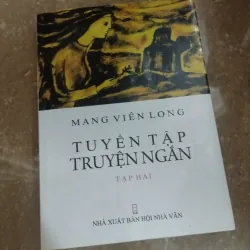 MANG VIÊN LONG
TUYỂN TẬP
TRUYỆN NGẮN
TẬP HAI
NHÀ XUẤT BẢN HỘI NHÀ VĂN